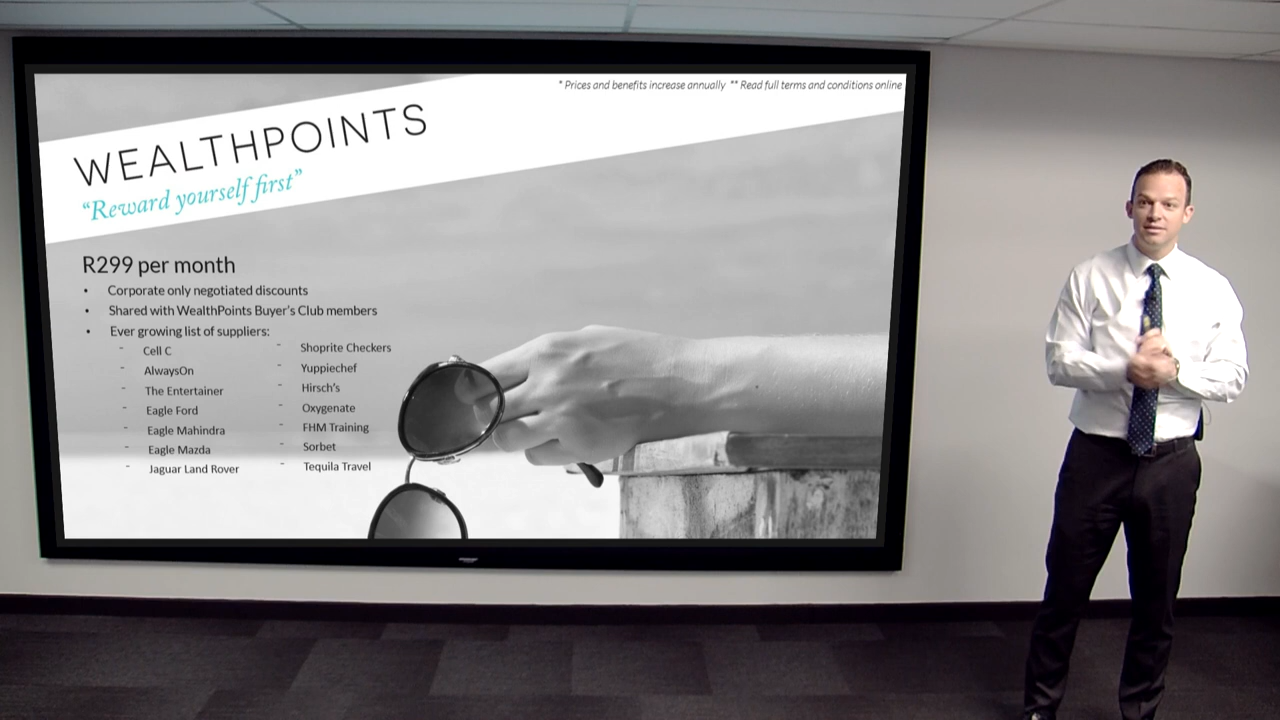 * Prices and benefits increase annually ** Read full terms and conditions online
WEALTHPOINTS
“Reward yourself first”
R299 per month
• Corporate only negotiated discounts
• Shared with WealthPoints Buyer's Club members
• Ever growing list of suppliers:
- Cell C
- AlwaysOn
- The Entertainer
- Eagle Ford
- Eagle Mahindra
- Eagle Mazda
- Jaguar Land Rover
- Shoprite Checkers
- Yuppiechef
- Hirsch's
- Oxygenate
- FHM Training
- Sorbet
- Tequila Travel